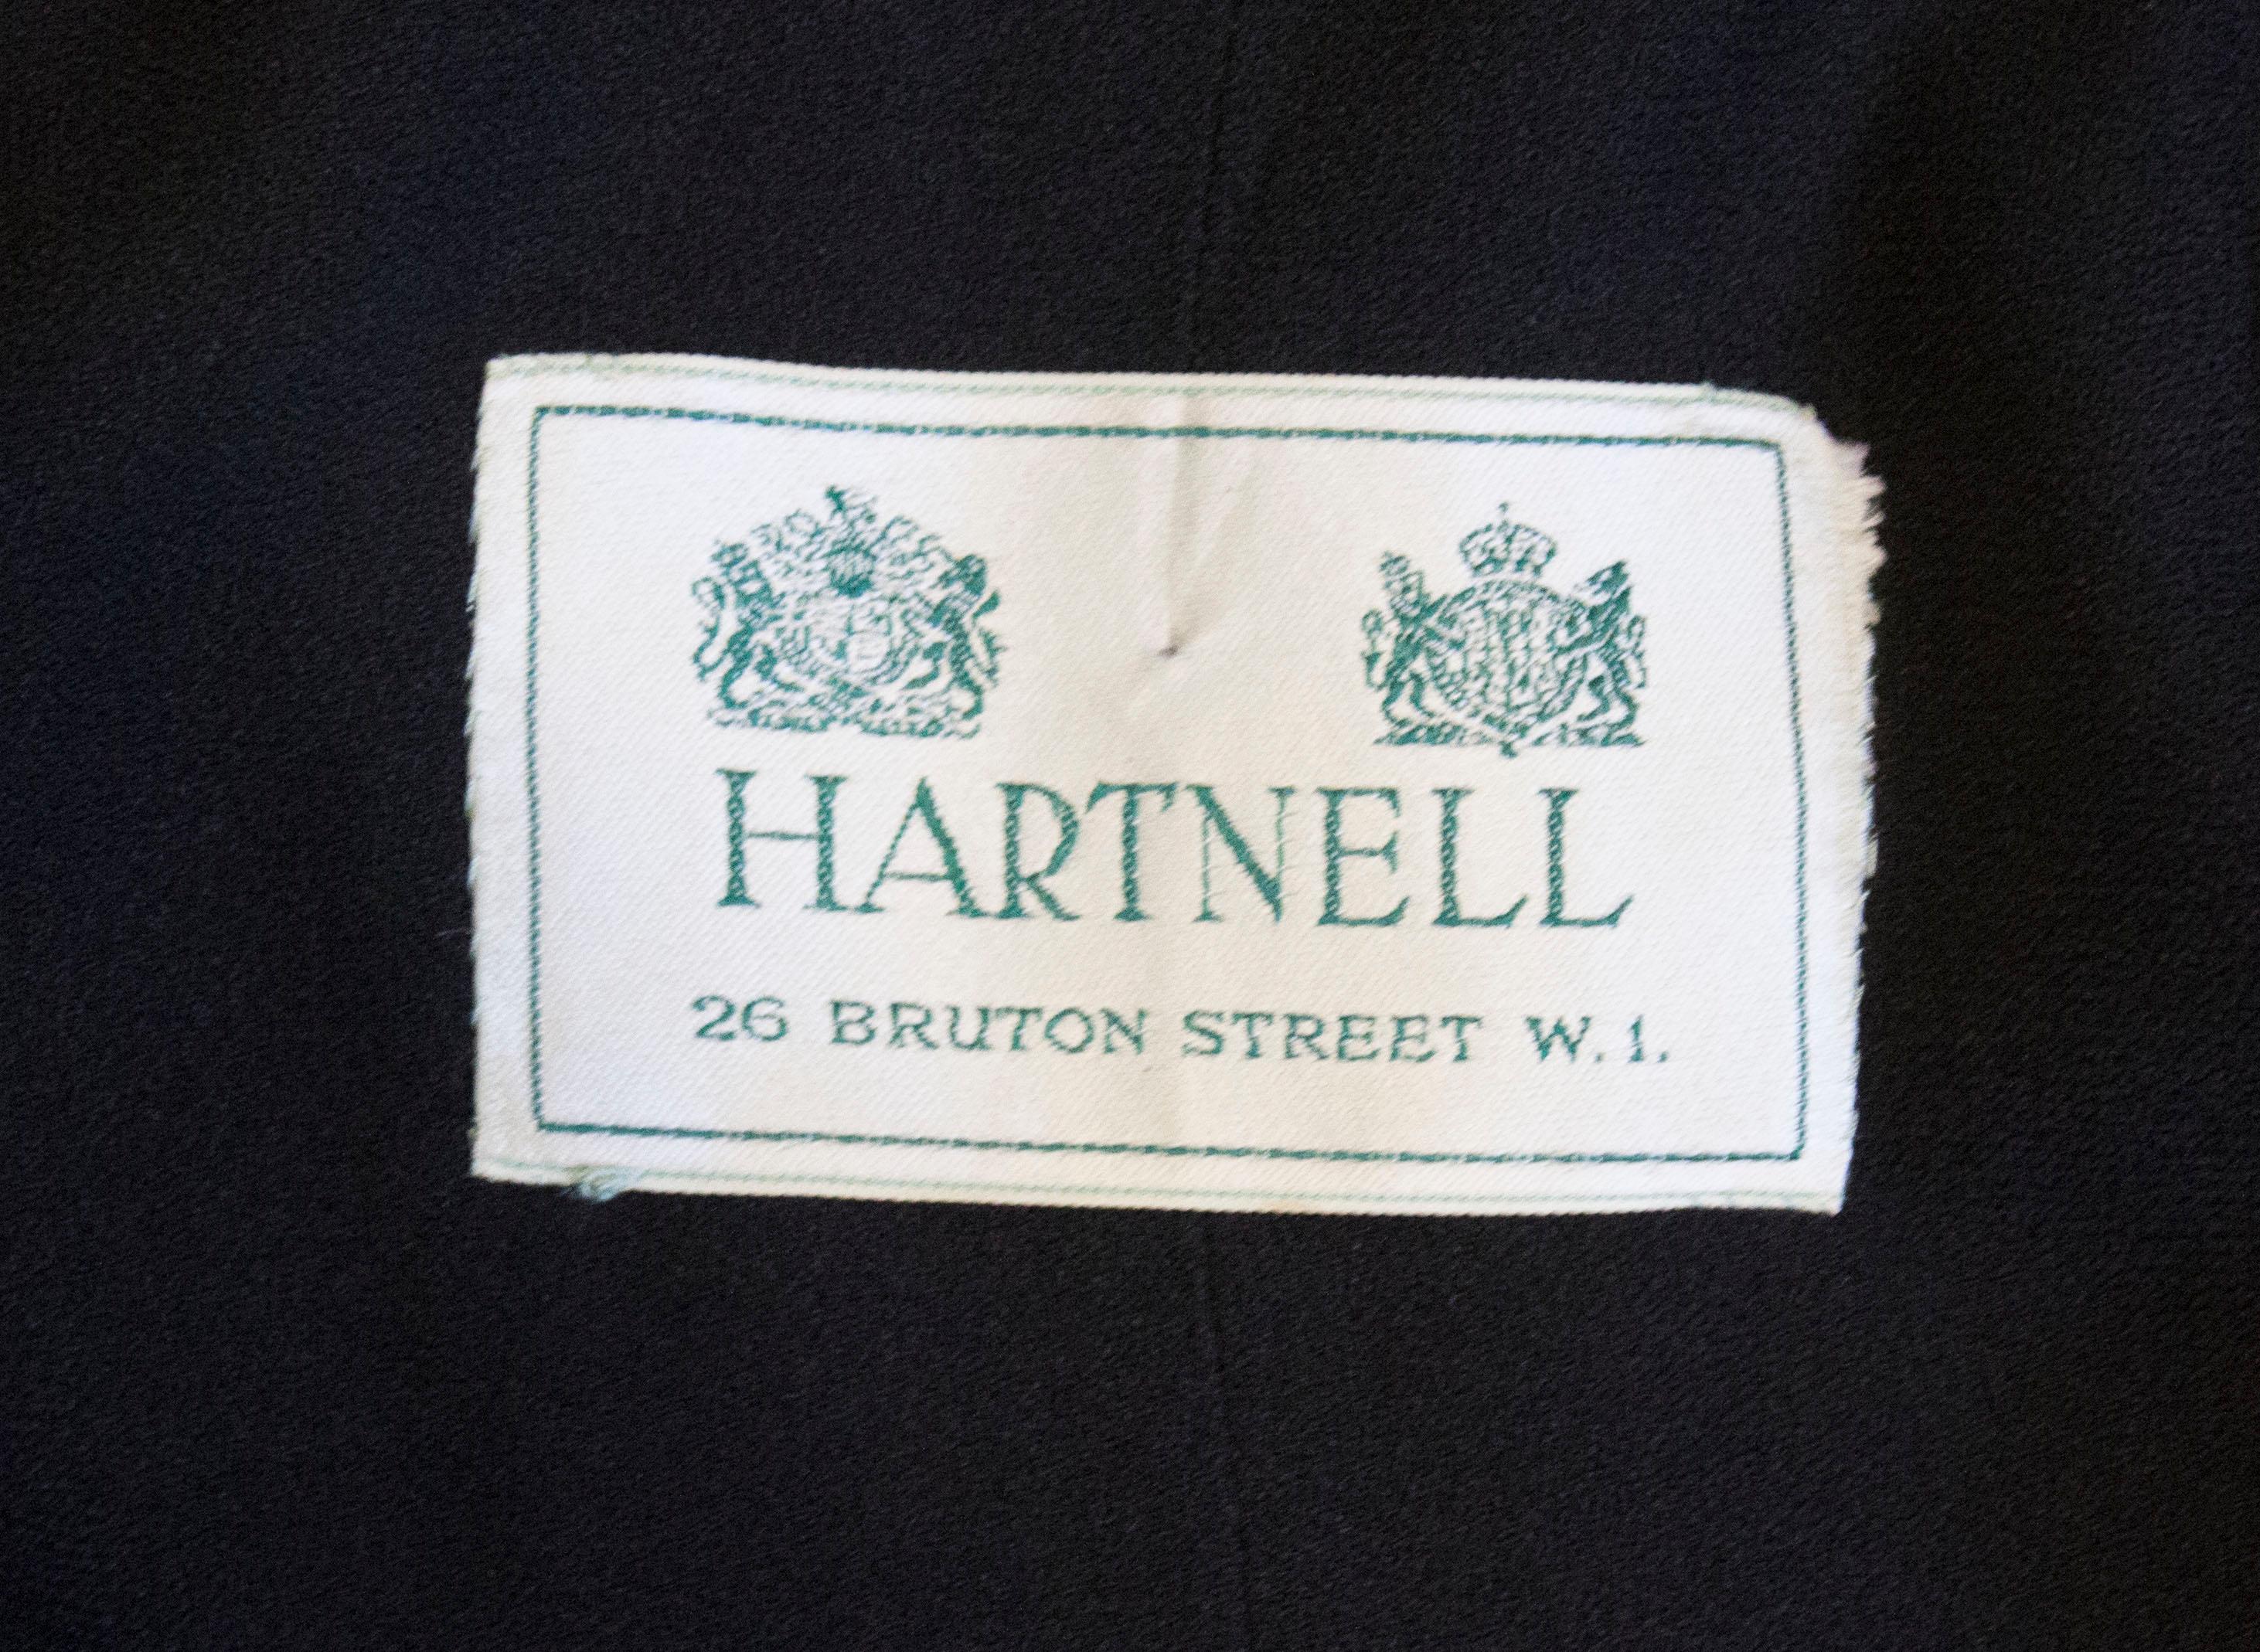 HARTNELL
26 BRUTON STREET W.1.